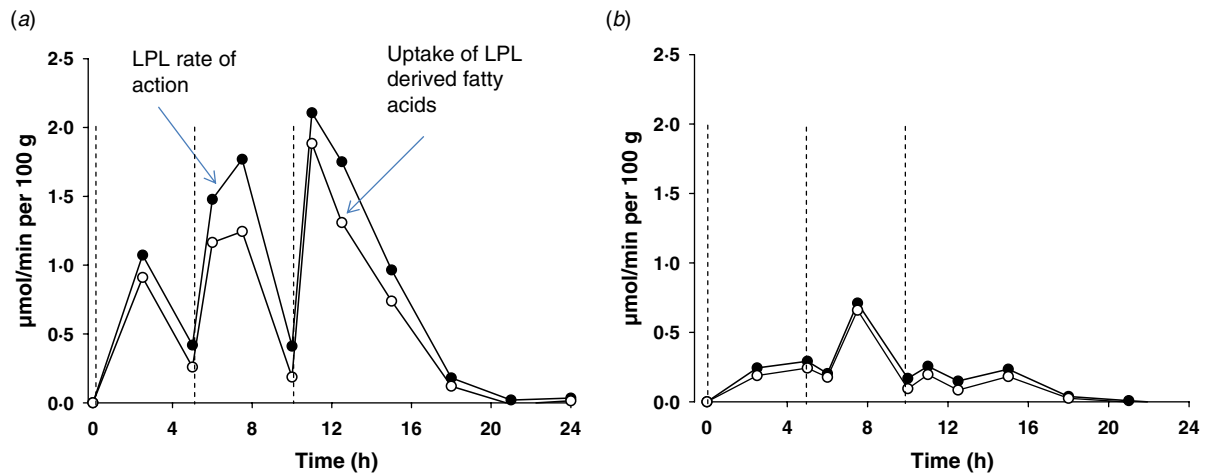 (a)
LPL rate of
action
Uptake of LPL
derived fatty
acids
µmol/min per 100 g
2·5
2·0
1·5
1·0
0·5
0·0
0 4 8 12 16 20 24
Time (h)
(b)
µmol/min per 100 g
2·5
2·0
1·5
1·0
0·5
0·0
0 4 8 12 16 20 24
Time (h)